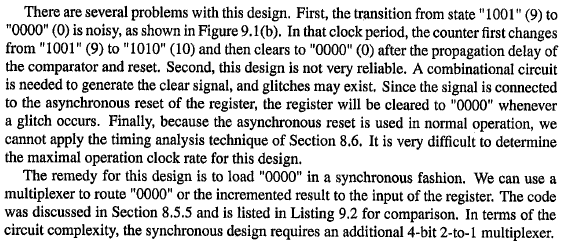 There are several problems with this design. First, the transition from state "1001" (9) to
"0000" (0) is noisy, as shown in Figure 9.1(b). In that clock period, the counter first changes
from "1001" (9) to "1010" (10) and then clears to "0000" (0) after the propagation delay of
the comparator and reset. Second, this design is not very reliable. A combinational circuit
is needed to generate the clear signal, and glitches may exist. Since the signal is connected
to the asynchronous reset of the register, the register will be cleared to "0000" whenever
a glitch occurs. Finally, because the asynchronous reset is used in normal operation, we
cannot apply the timing analysis technique of Section 8.6. It is very difficult to determine
the maximal operation clock rate for this design.
The remedy for this design is to load "0000" in a synchronous fashion. We can use a
multiplexer to route "0000" or the incremented result to the input of the register. The code
was discussed in Section 8.5.5 and is listed in Listing 9.2 for comparison. In terms of the
circuit complexity, the synchronous design requires an additional 4-bit 2-to-1 multiplexer.